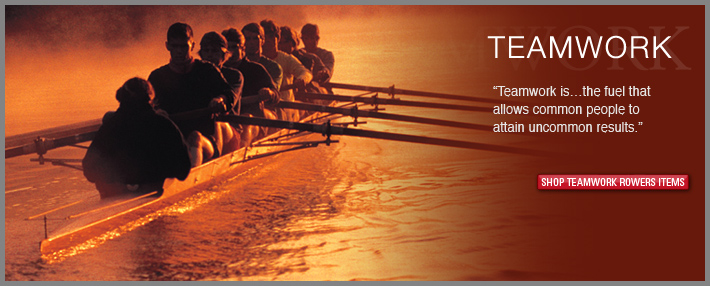 TEAMWORK
“Teamwork is...the fuel that
allows common people to
attain uncommon results.”
SHOP TEAMWORK ROWERS ITEMS